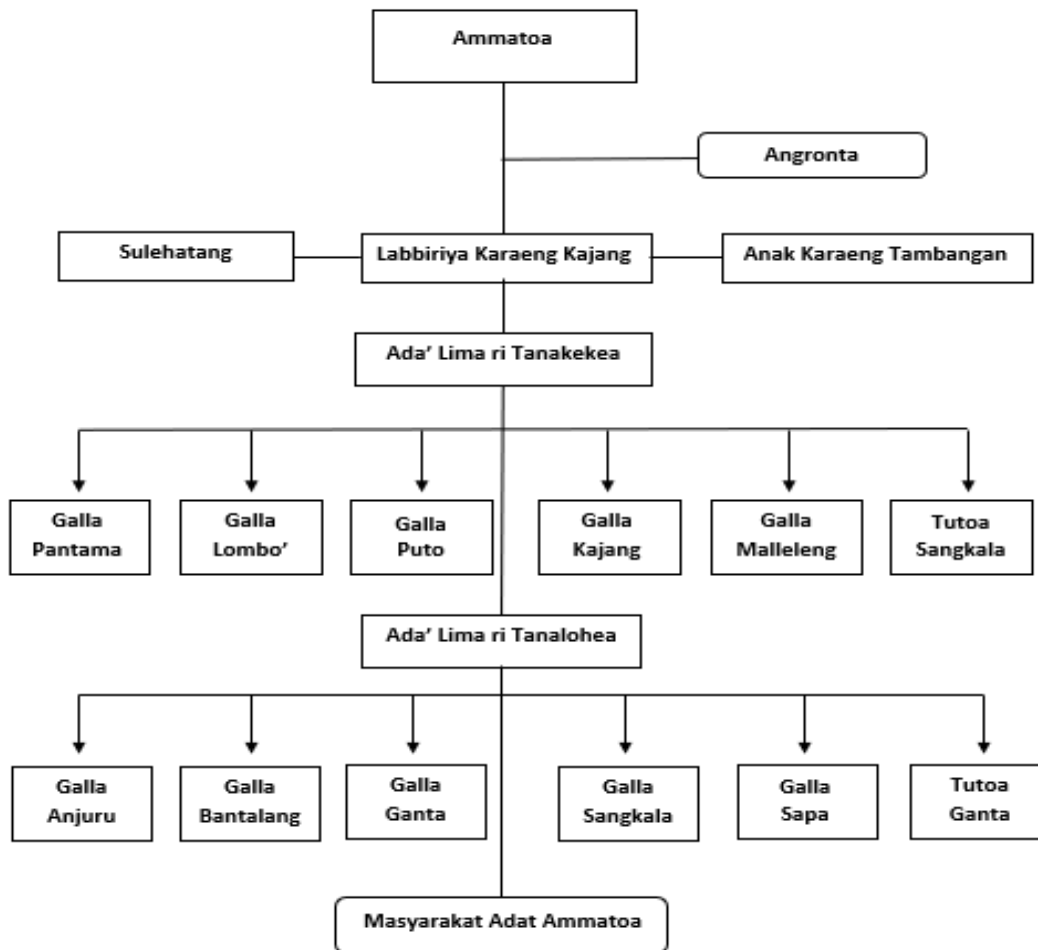 Ammatoa
Angronta
Sulehatang
Labbiriya Karaeng Kajang
Anak Karaeng Tambangan
Ada’ Lima ri Tanakekea
Galla
Pantama
Galla
Lombo’
Galla
Puto
Galla
Kajang
Galla
Malleleng
Tutoa
Sangkala
Ada’ Lima ri Tanalohea
Galla
Anjuru
Galla
Bantalang
Galla
Ganta
Galla
Sangkala
Galla
Sapa
Tutoa
Ganta
Masyarakat Adat Ammatoa